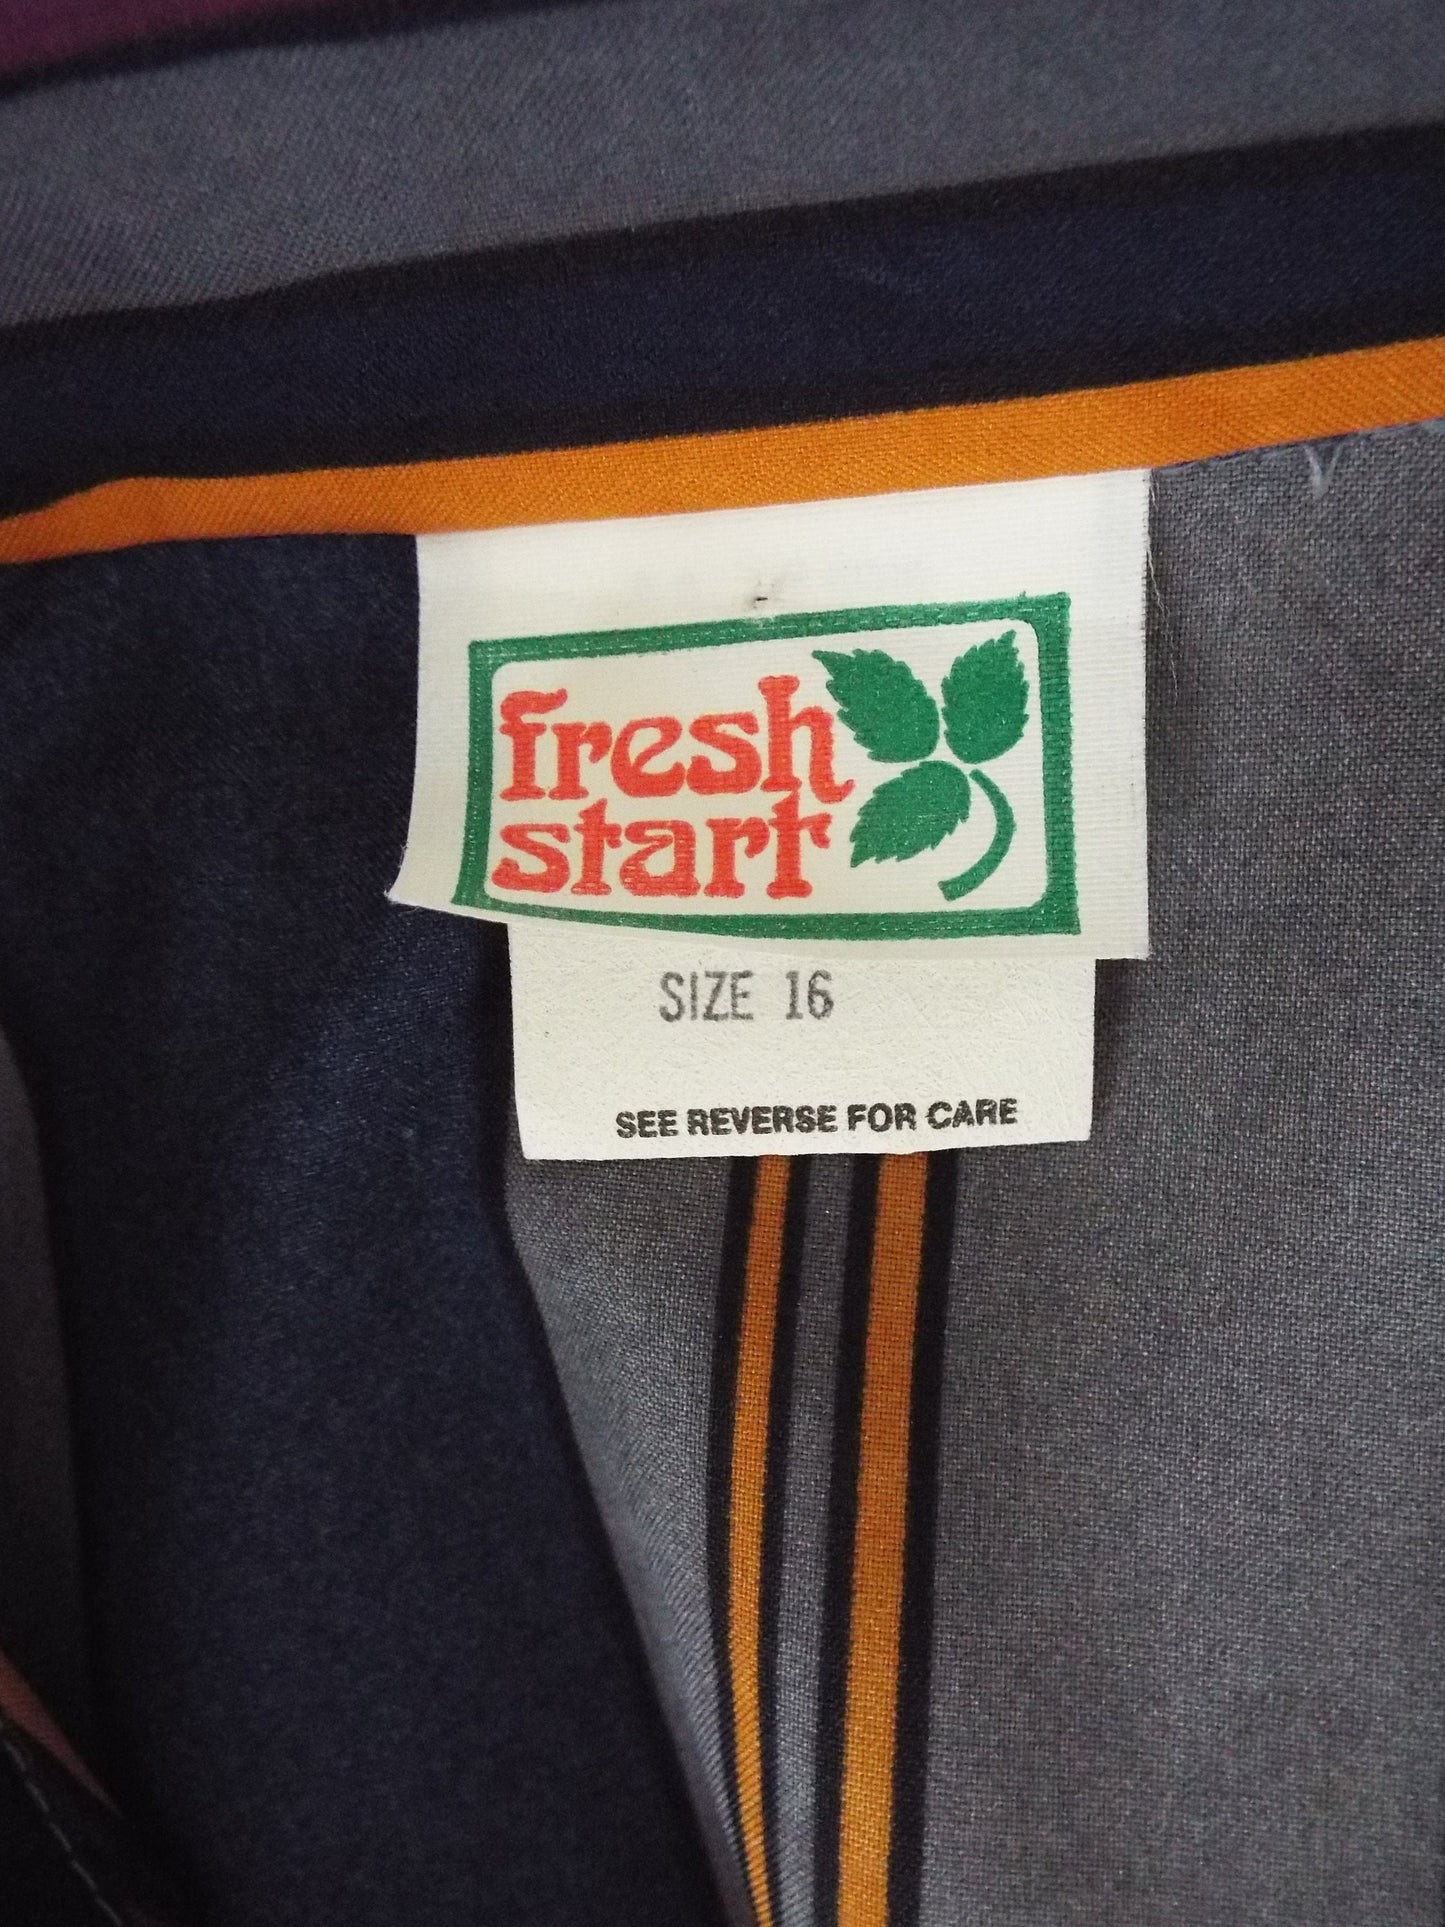 fresh
start
SIZE 16
SEE REVERSE FOR CARE